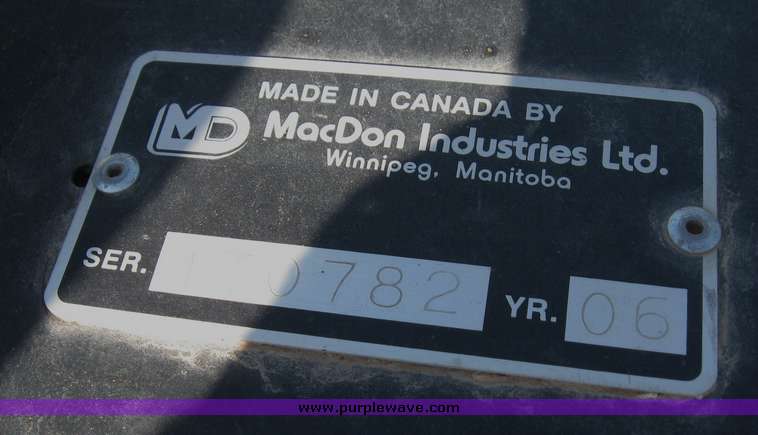 MADE IN CANADA BY
MD MacDon Industries Ltd.
Winnipeg, Manitoba
SER.
YR. 06
www.purplewave.com